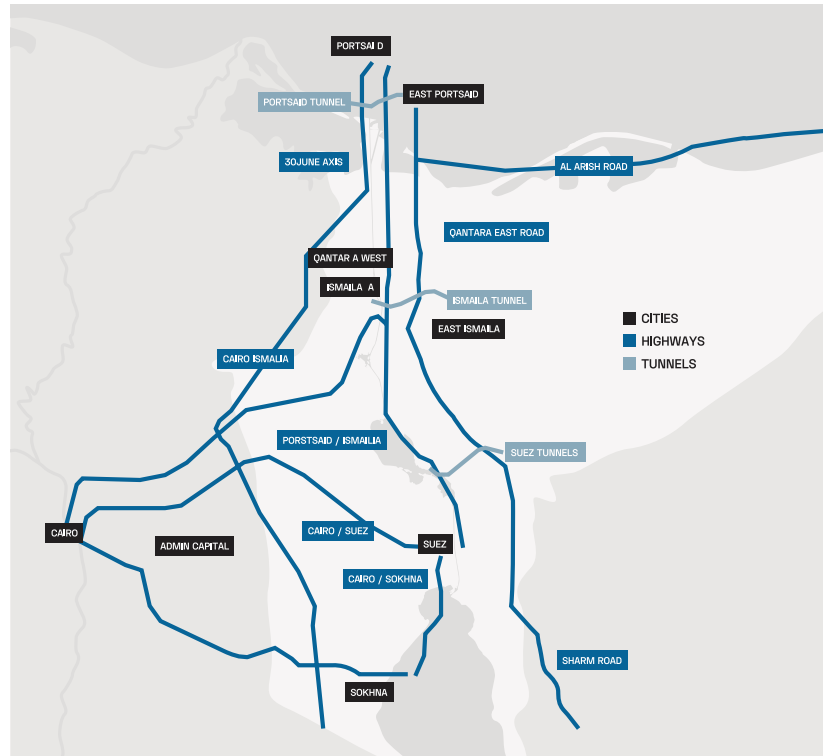 PORTSAI D
EAST PORTSAID
PORTSAID TUNNEL
30JUNE AXIS
AL ARISH ROAD
QANTARA EAST ROAD
QANTAR A WEST
ISMAILA A
ISMAILA TUNNEL
EAST ISMAILA
CITIES
HIGHWAYS
TUNNELS
CAIRO ISMALIA
PORSTSAID / ISMAILIA
SUEZ TUNNELS
CAIRO
ADMIN CAPITAL
CAIRO / SUEZ
SUEZ
CAIRO / SOKHNA
SHARM ROAD
SOKHNA